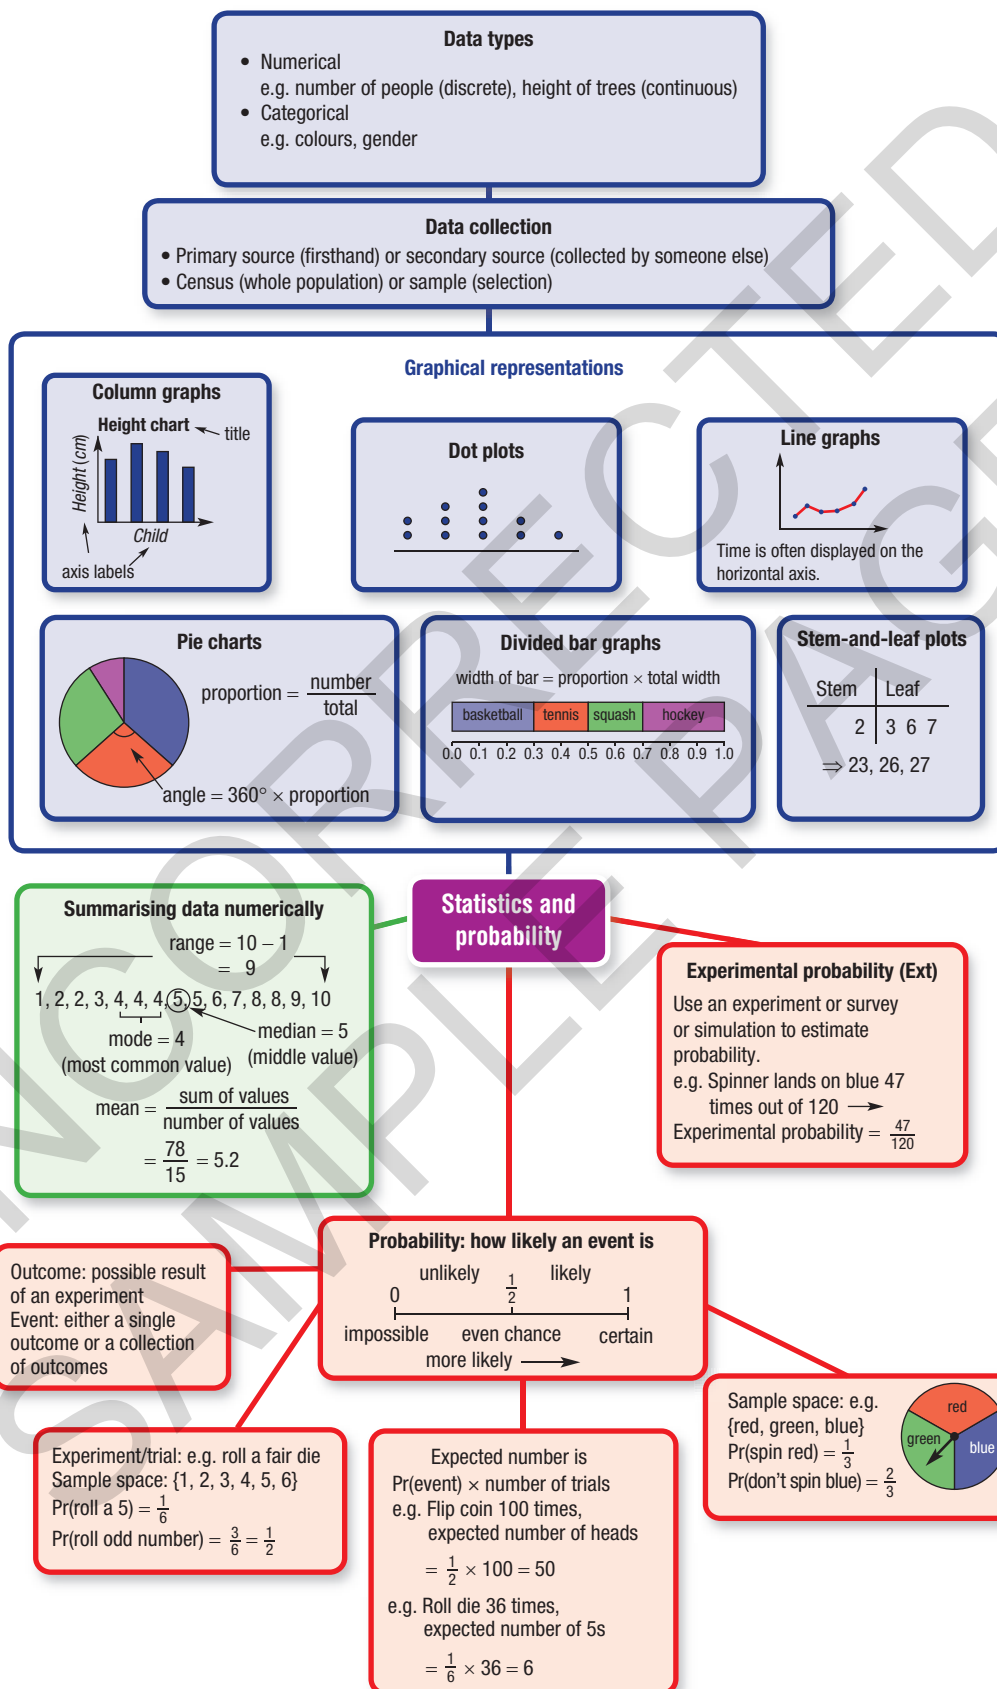 Data types
• Numerical
e.g. number of people (discrete), height of trees (continuous)
• Categorical
e.g. colours, gender
Data collection
• Primary source (firsthand) or secondary source (collected by someone else)
• Census (whole population) or sample (selection)
Graphical representations
Column graphs
Height chart
title
Height (cm)
Child
axis labels
Dot plots
Line graphs
Time is often displayed on the
horizontal axis.
Pie charts
proportion = number/total
angle = 360° × proportion
Divided bar graphs
width of bar = proportion × total width
basketball tennis squash hockey
0.0 0.1 0.2 0.3 0.4 0.5 0.6 0.7 0.8 0.9 1.0
Stem-and-leaf plots
Stem Leaf
2 3 6 7
⇒ 23, 26, 27
Statistics and
probability
Summarising data numerically
range = 10 − 1
= 9
1, 2, 2, 3, 4, 4, 4, 5, 5, 6, 7, 8, 8, 9, 10
mode = 4
(most common value)
median = 5
(middle value)
mean = sum of values/number of values
= 78/15 = 5.2
Experimental probability (Ext)
Use an experiment or survey
or simulation to estimate
probability.
e.g. Spinner lands on blue 47
times out of 120 →
Experimental probability = 47/120
Probability: how likely an event is
unlikely likely
0 1/2 1
impossible even chance certain
more likely →
Outcome: possible result
of an experiment
Event: either a single
outcome or a collection
of outcomes
Experiment/trial: e.g. roll a fair die
Sample space: {1, 2, 3, 4, 5, 6}
Pr(roll a 5) = 1/6
Pr(roll odd number) = 3/6 = 1/2
Expected number is
Pr(event) × number of trials
e.g. Flip coin 100 times,
expected number of heads
= 1/2 × 100 = 50
e.g. Roll die 36 times,
expected number of 5s
= 1/6 × 36 = 6
Sample space: e.g.
{red, green, blue}
Pr(spin red) = 1/3
Pr(don't spin blue) = 2/3
red
green
blue
UNCORRECTED
SAMPLE PAGES